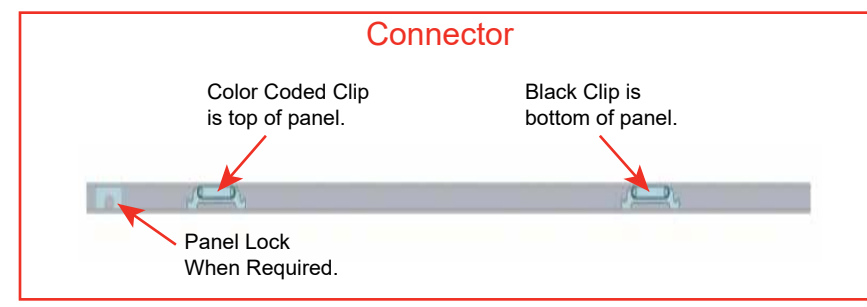 Connector
Color Coded Clip
is top of panel.
Black Clip is
bottom of panel.
Panel Lock
When Required.